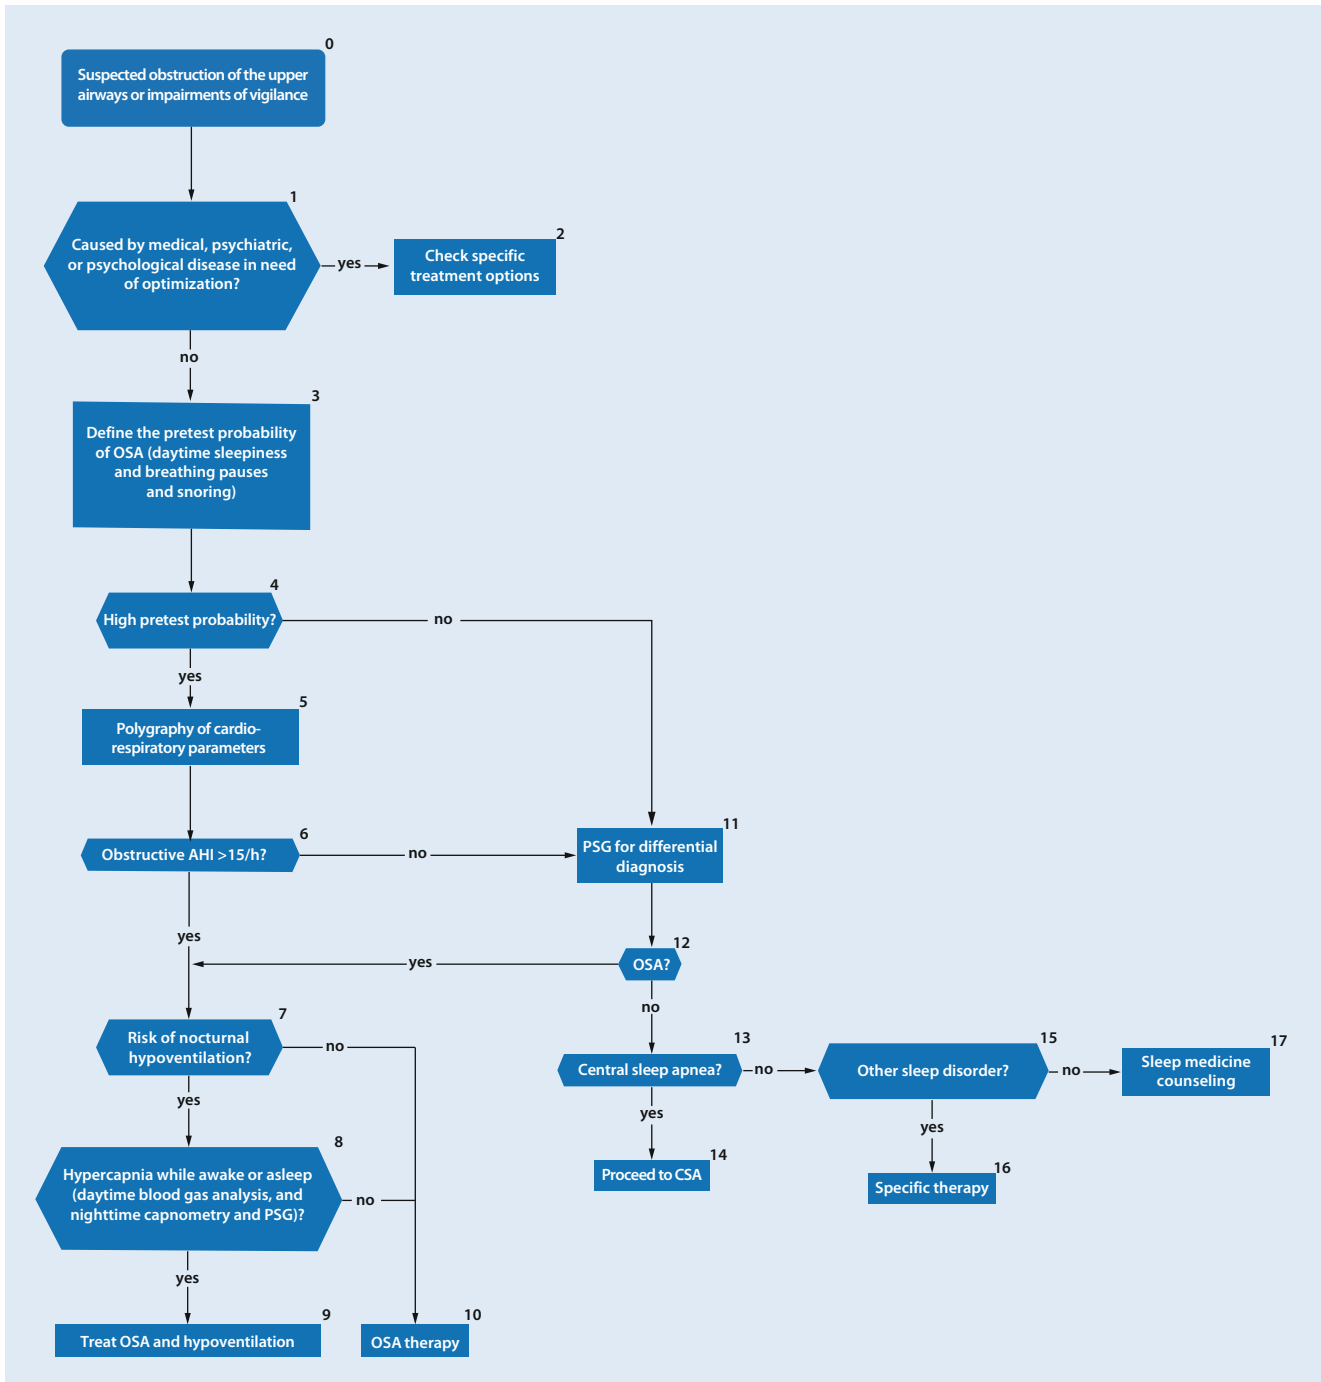 0
Suspected obstruction of the upper
airways or impairments of vigilance
1
Caused by medical, psychiatric,
or psychological disease in need
of optimization?
yes
2
Check specific
treatment options
no
3
Define the pretest probability
of OSA (daytime sleepiness
and breathing pauses
and snoring)
4
High pretest probability?
no
yes
5
Polygraphy of cardio-
respiratory parameters
6
Obstructive AHI >15/h?
no
11
PSG for differential
diagnosis
yes
12
OSA?
yes
no
7
Risk of nocturnal
hypoventilation?
no
13
Central sleep apnea?
no
15
Other sleep disorder?
no
17
Sleep medicine
counseling
yes
yes
yes
8
Hypercapnia while awake or asleep
(daytime blood gas analysis, and
nighttime capnometry and PSG)?
no
14
Proceed to CSA
16
Specific therapy
yes
9
Treat OSA and hypoventilation
10
OSA therapy